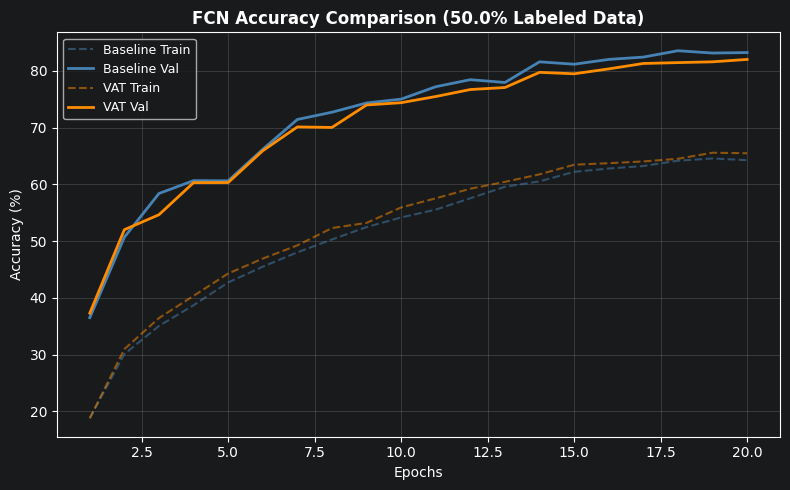 FCN Accuracy Comparison (50.0% Labeled Data)
Baseline Train
Baseline Val
VAT Train
VAT Val
Accuracy (%)
80
70
60
50
40
30
20
2.5 5.0 7.5 10.0 12.5 15.0 17.5 20.0
Epochs